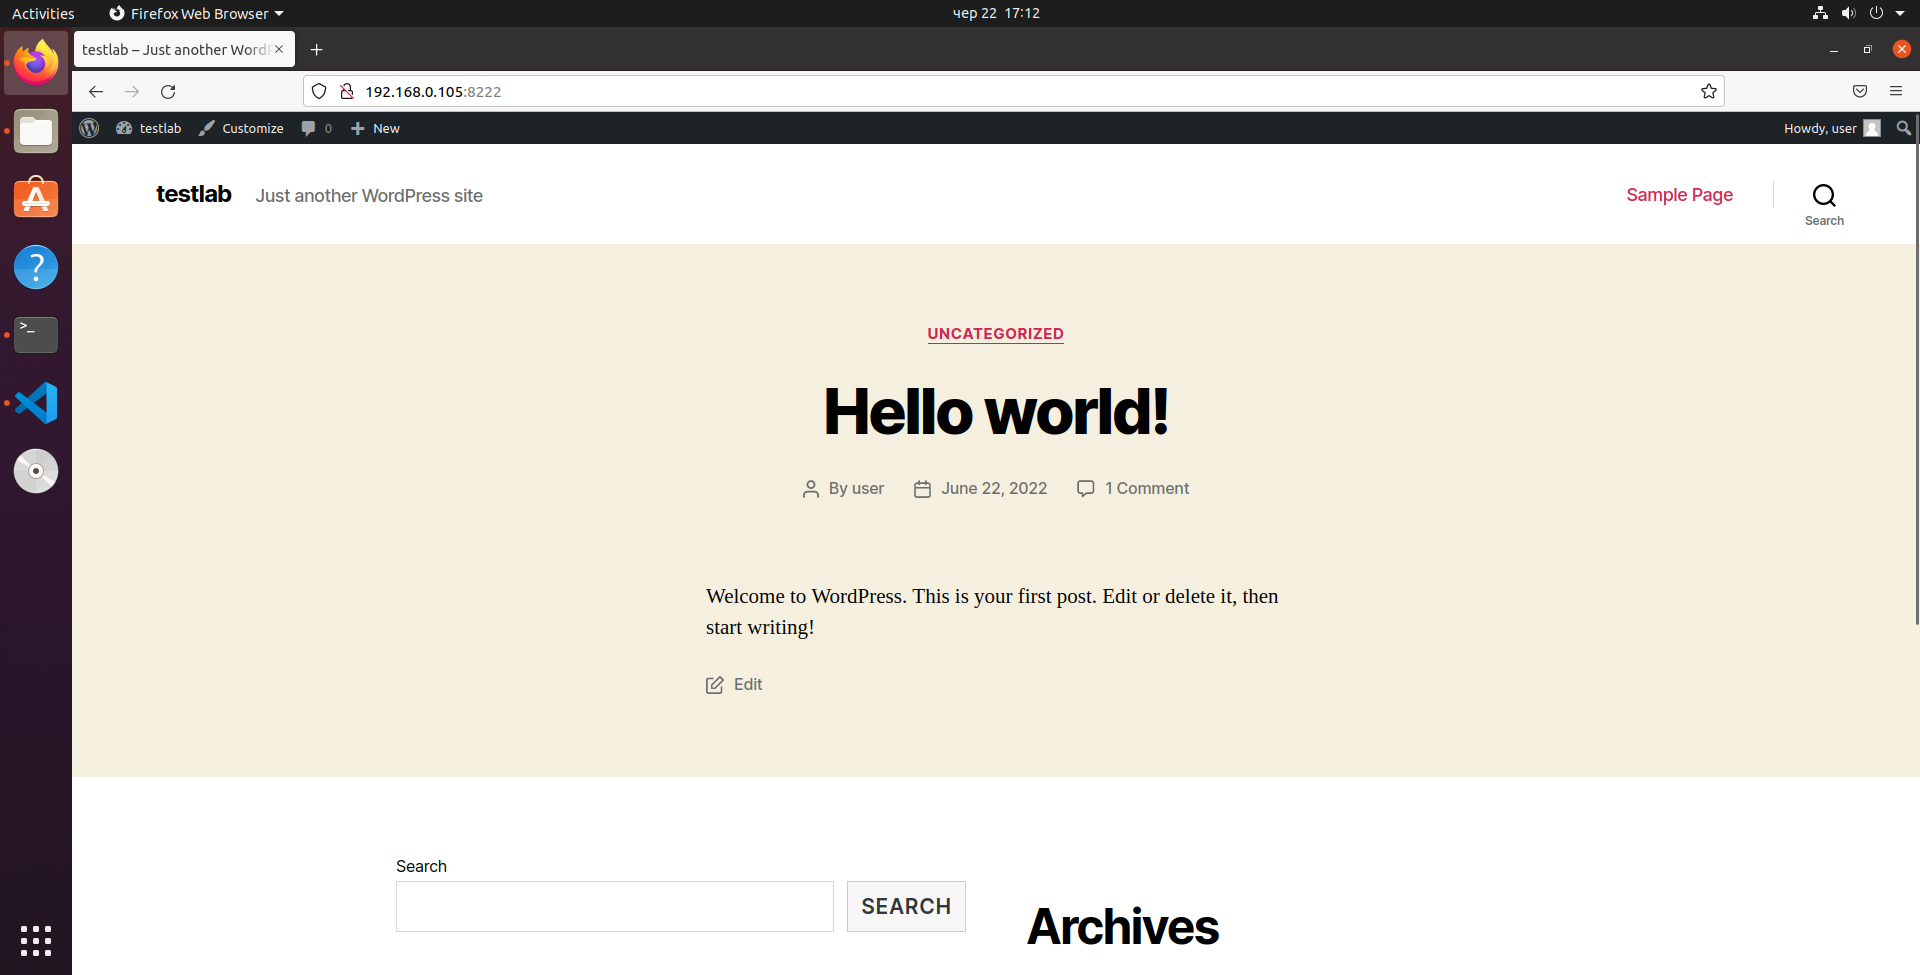 Activities
Firefox Web Browser
чер 22 17:12
testlab – Just another WordP
192.168.0.105:8222
testlab
Customize
0
New
Howdy, user
testlab
Just another WordPress site
Sample Page
Search
UNCATEGORIZED
Hello world!
By user
June 22, 2022
1 Comment
Welcome to WordPress. This is your first post. Edit or delete it, then
start writing!
Edit
Search
SEARCH
Archives